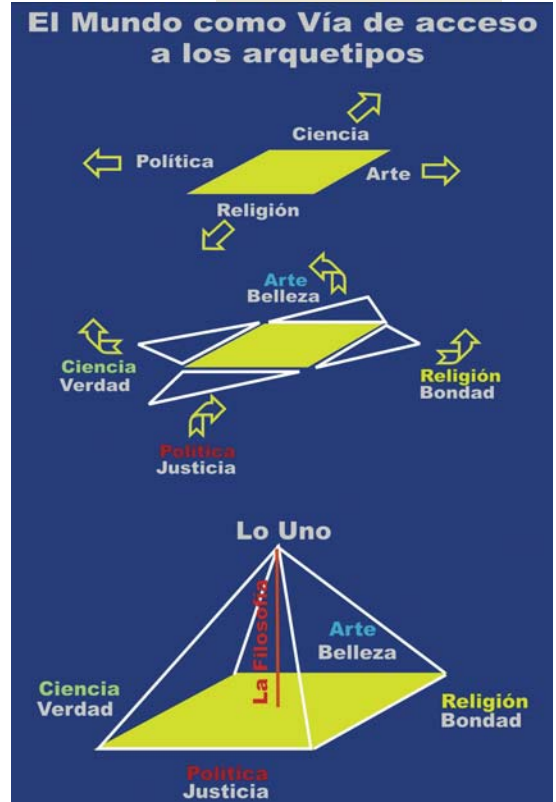 El Mundo como Vía de acceso
a los arquetipos
Ciencia
Política
Arte
Religión
Arte
Belleza
Ciencia
Verdad
Religión
Bondad
Política
Justicia
Lo Uno
La Filosofía
Arte
Belleza
Ciencia
Verdad
Religión
Bondad
Política
Justicia